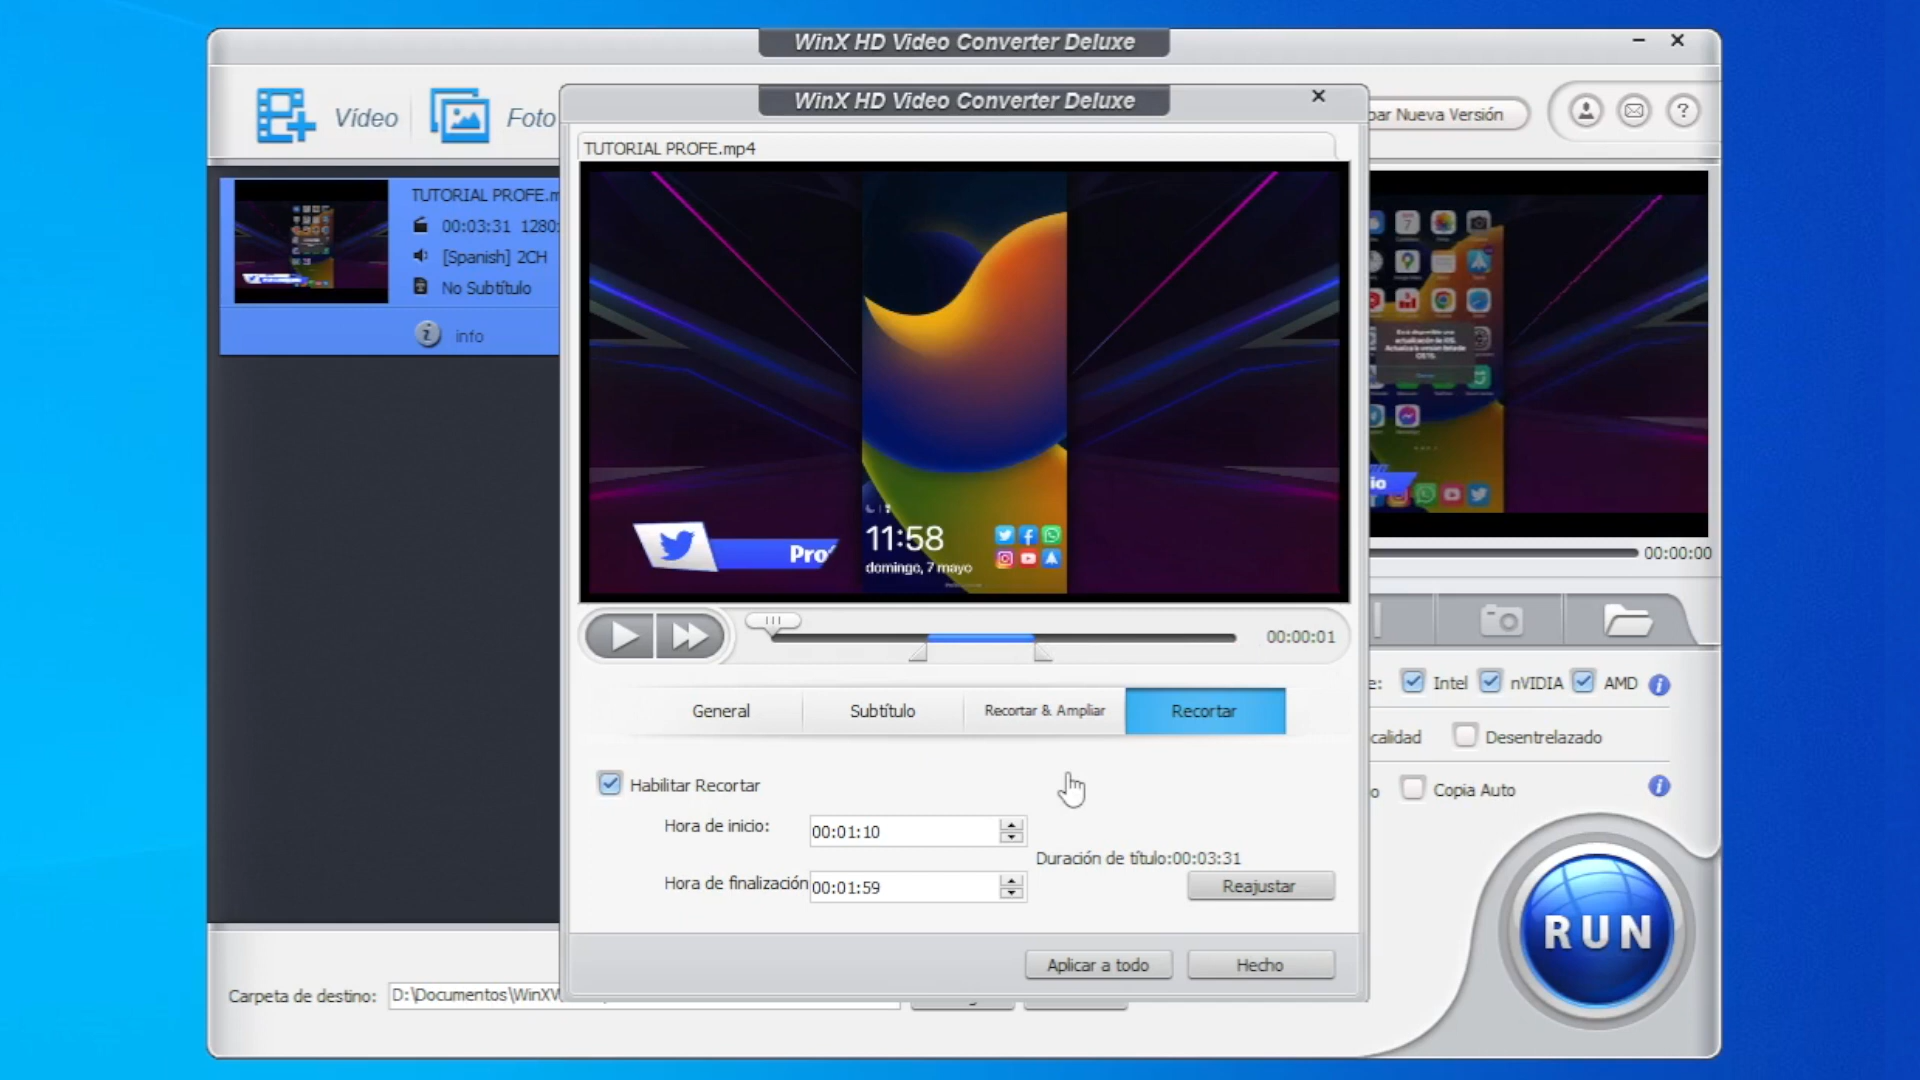 WinX HD Video Converter Deluxe
Vídeo
Foto
WinX HD Video Converter Deluxe
Nueva Versión
TUTORIAL PROFE.mp4
TUTORIAL PROFE.m
00:03:31 1280
[Spanish] 2CH
No Subtítulo
info
Pro
11:58
domingo, 7 mayo
00:00:00
00:00:01
General
Subtítulo
Recortar & Ampliar
Recortar
Intel
nVIDIA
AMD
calidad
Desentrelazado
Copia Auto
Habilitar Recortar
Hora de inicio:
00:01:10
Duración de título:00:03:31
Hora de finalización
00:01:59
Reajustar
RUN
Aplicar a todo
Hecho
Carpeta de destino:
D:\Documentos\WinXV